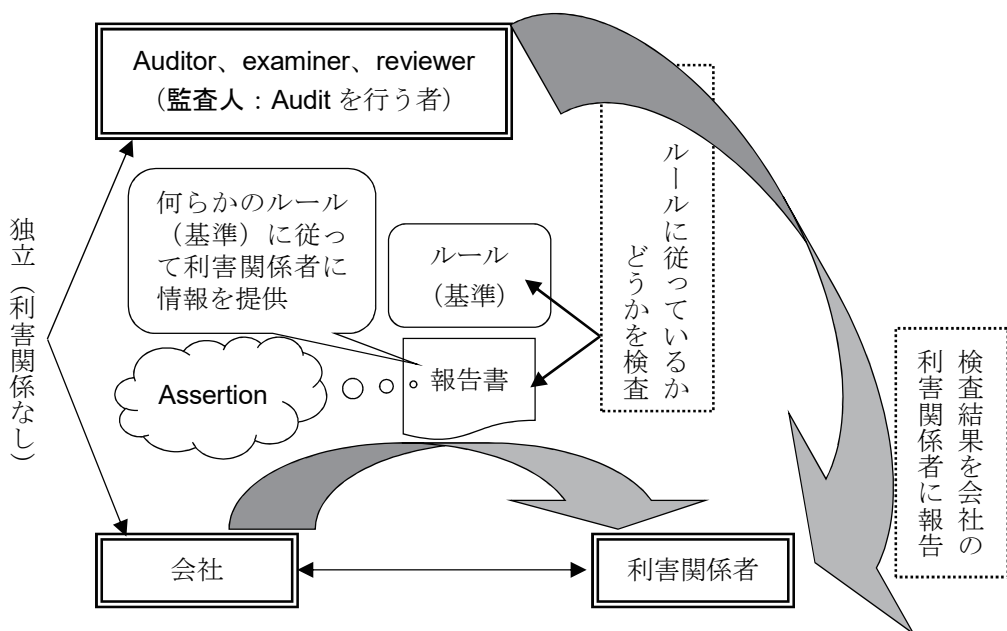 Auditor、examiner、reviewer
（監査人：Audit を行う者）
何らかのルール
（基準）に従っ
て利害関係者に
情報を提供
ルール
（基準）
ルールに従っているか
どうかを検査
独立（利害関係なし）
Assertion
報告書
検査結果を会社の
利害関係者に報告
会社
利害関係者